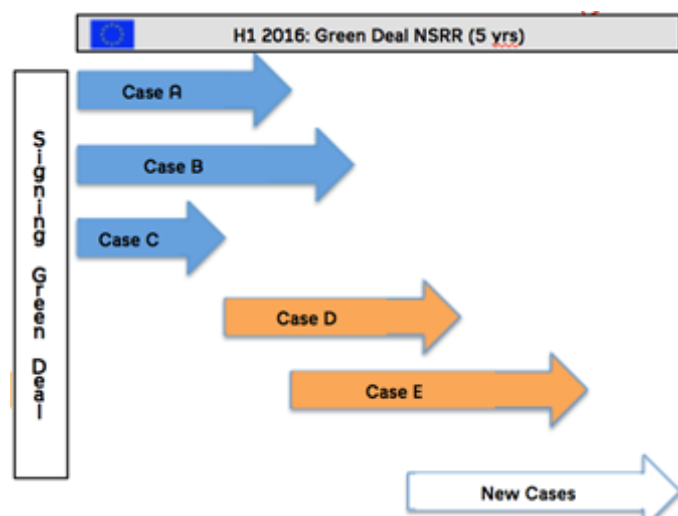 H1 2016: Green Deal NSRR (5 yrs)
Signing Green Deal
Case A
Case B
Case C
Case D
Case E
New Cases